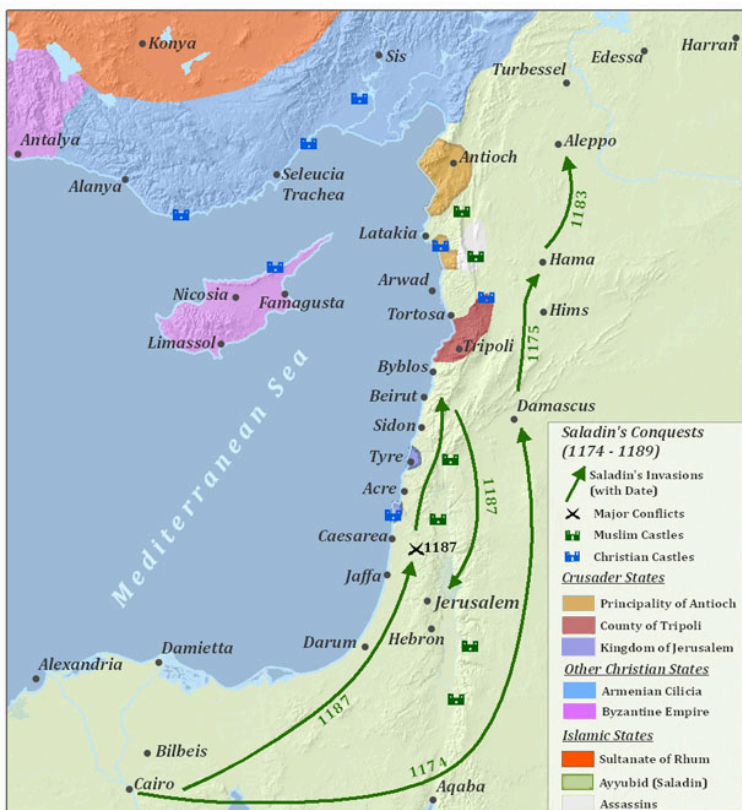 Konya
Sis
Edessa
Harran
Turbessel
Antalya
Antioch
Aleppo
Alanya
Seleucia
Trachea
1183
Latakia
Hama
Arwad
Nicosia
Famagusta
Tortosa
Hims
Limassol
Tripoli
1175
Byblos
Beirut
Damascus
Sidon
Mediterranean Sea
Tyre
1187
Acre
Caesarea
1187
Jaffa
Jerusalem
Hebron
Darum
Damietta
Alexandria
1187
Bilbeis
1174
Cairo
Aqaba
Saladin's Conquests
(1174 - 1189)
Saladin's Invasions
(with Date)
Major Conflicts
Muslim Castles
Christian Castles
Crusader States
Principality of Antioch
County of Tripoli
Kingdom of Jerusalem
Other Christian States
Armenian Cilicia
Byzantine Empire
Islamic States
Sultanate of Rhum
Ayyubid (Saladin)
Assassins